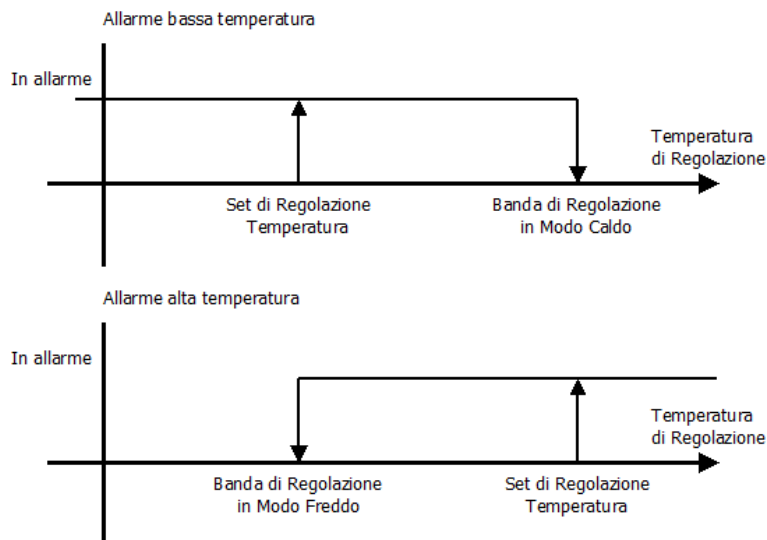 Allarme bassa temperatura
In allarme
Temperatura
di Regolazione
Set di Regolazione
Temperatura
Banda di Regolazione
in Modo Caldo
Allarme alta temperatura
In allarme
Temperatura
di Regolazione
Banda di Regolazione
in Modo Freddo
Set di Regolazione
Temperatura